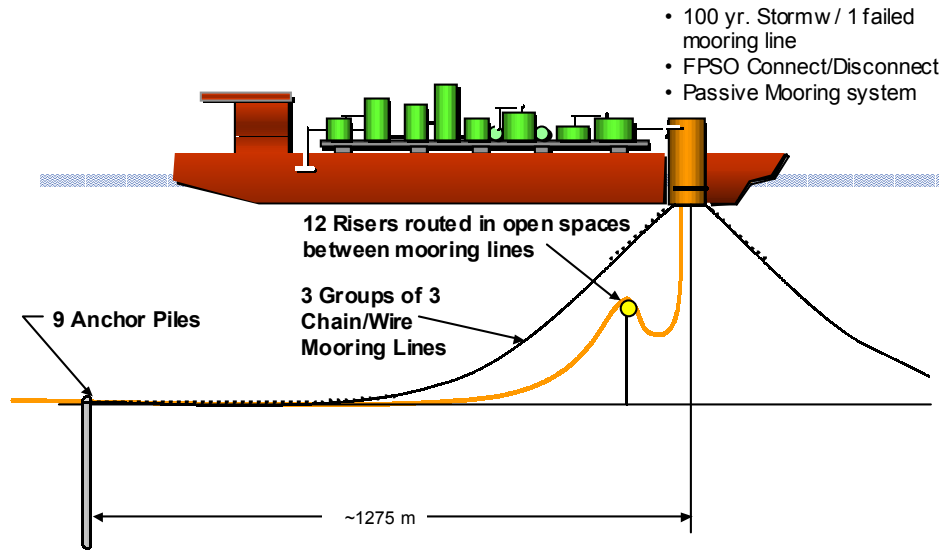 • 100 yr. Storm w / 1 failed
mooring line
• FPSO Connect/Disconnect
• Passive Mooring system
12 Risers routed in open spaces
between mooring lines
3 Groups of 3
Chain/Wire
Mooring Lines
9 Anchor Piles
~1275 m